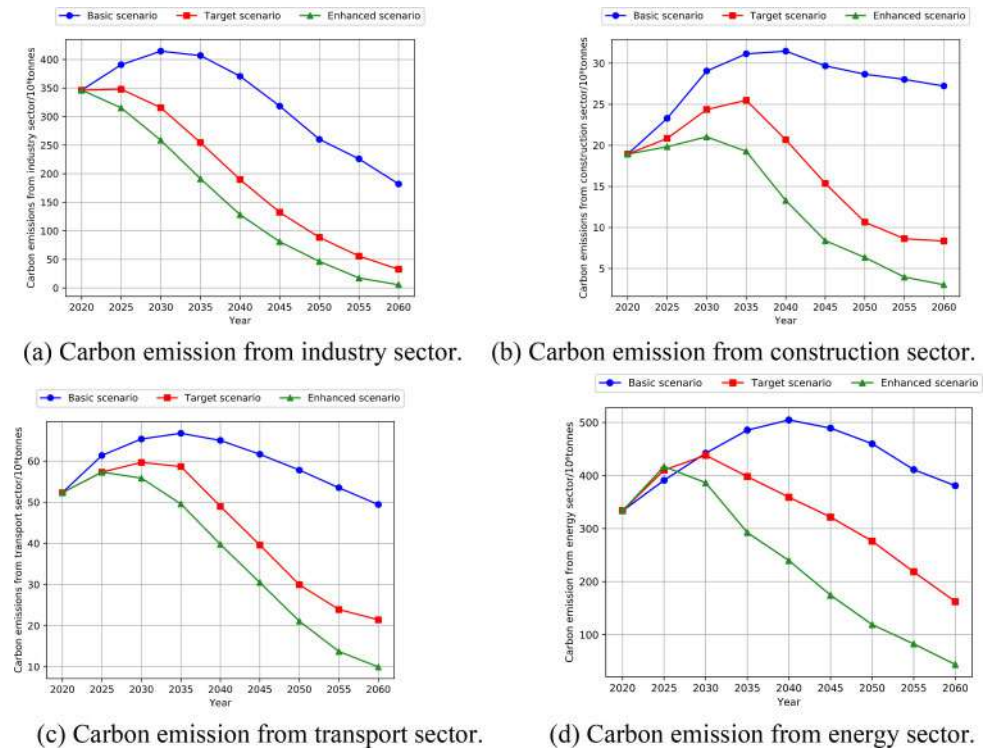 Basic scenario Target scenario Enhanced scenario
Carbon emissions from industry sector/10⁶tonnes
400
350
300
250
200
150
100
50
0
2020 2025 2030 2035 2040 2045 2050 2055 2060
Year
(a) Carbon emission from industry sector.
Basic scenario Target scenario Enhanced scenario
Carbon emissions from construction sector/10⁶tonnes
30
25
20
15
10
5
2020 2025 2030 2035 2040 2045 2050 2055 2060
Year
(b) Carbon emission from construction sector.
Basic scenario Target scenario Enhanced scenario
Carbon emissions from transport sector/10⁶tonnes
60
50
40
30
20
10
2020 2025 2030 2035 2040 2045 2050 2055 2060
Year
(c) Carbon emission from transport sector.
Basic scenario Target scenario Enhanced scenario
Carbon emission from energy sector/10⁶tonnes
500
400
300
200
100
2020 2025 2030 2035 2040 2045 2050 2055 2060
Year
(d) Carbon emission from energy sector.